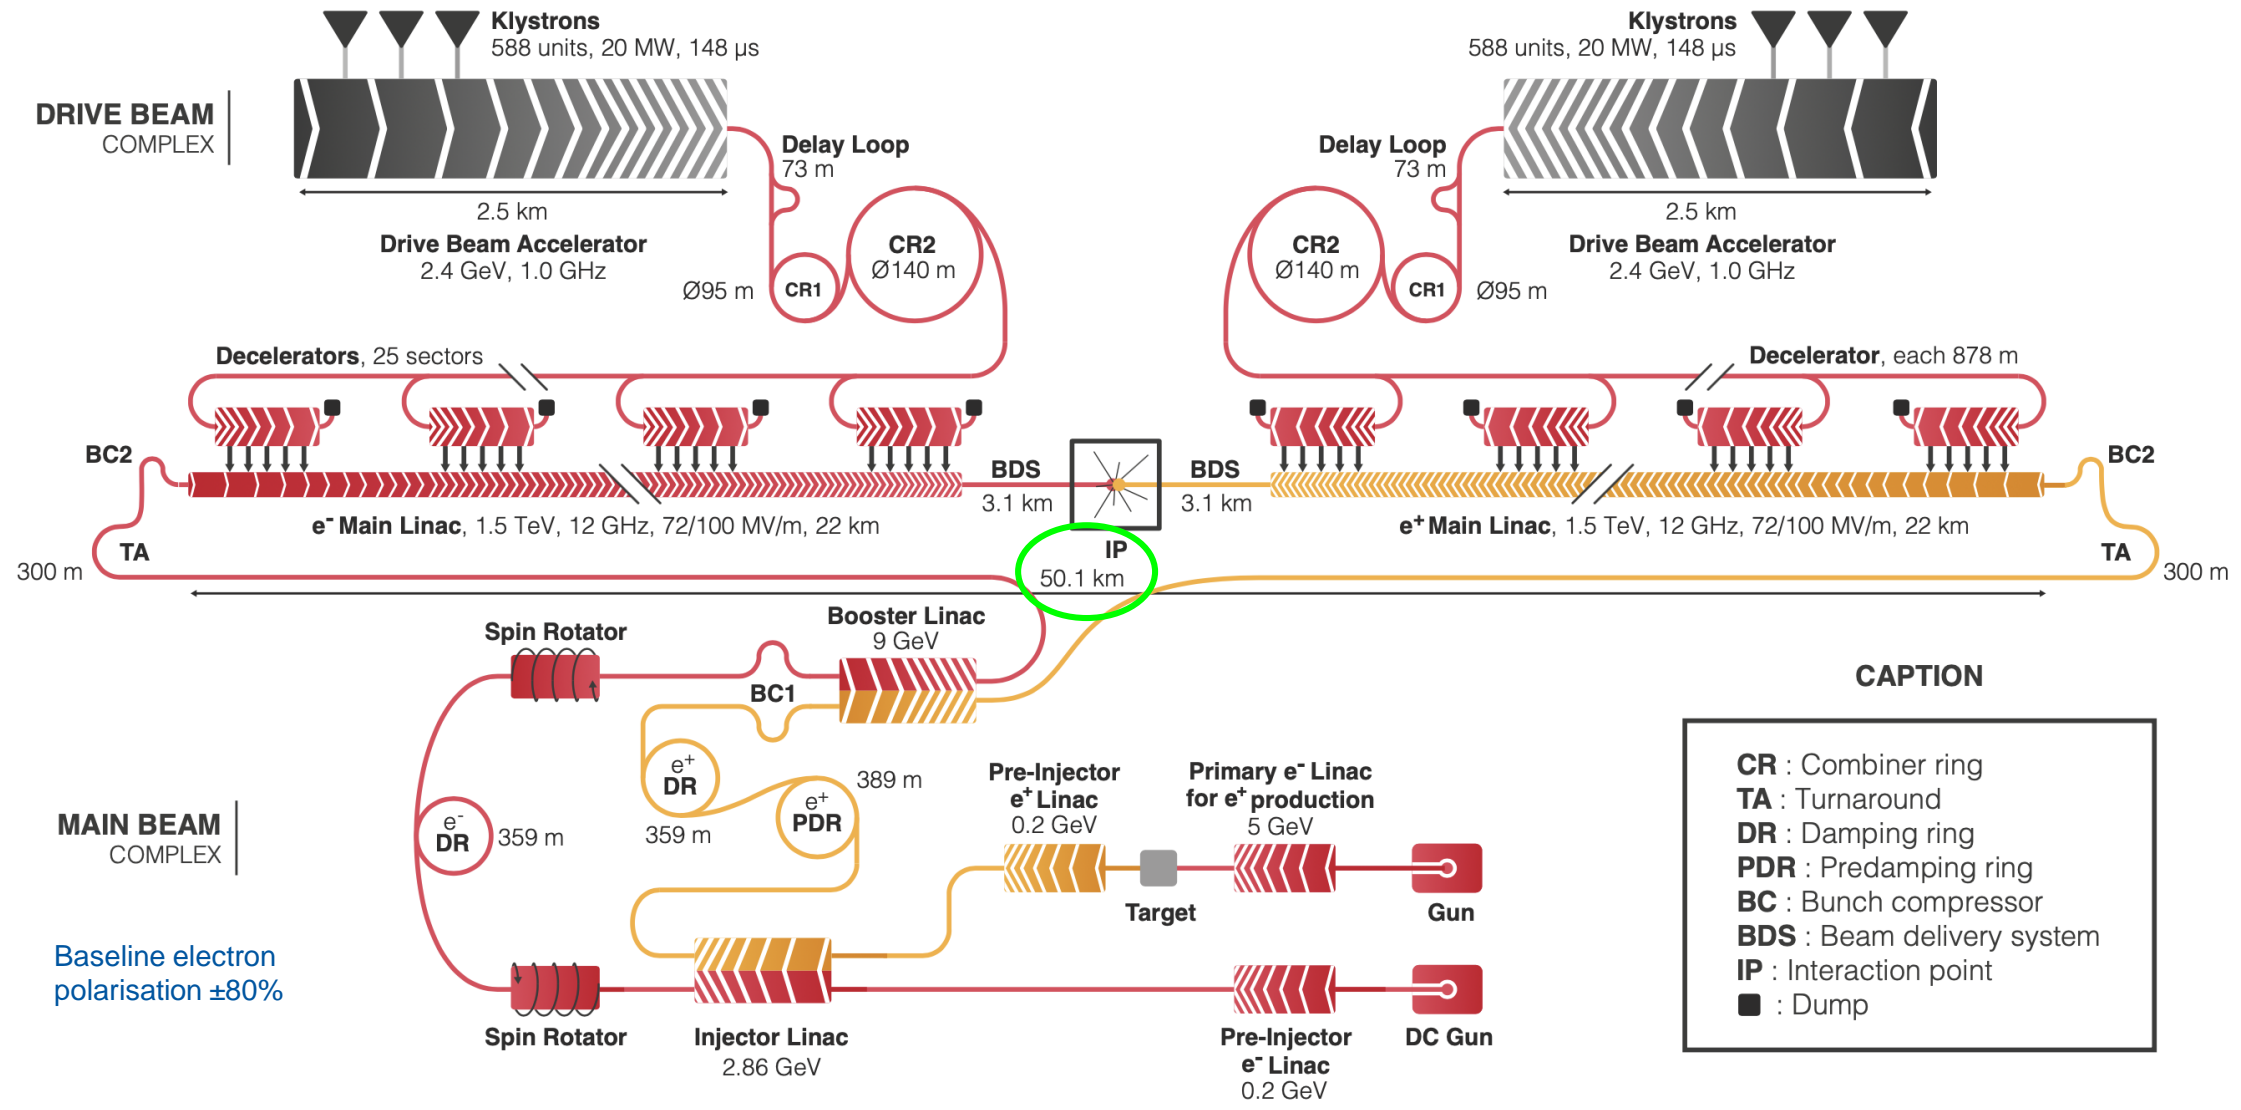 Klystrons
588 units, 20 MW, 148 µs
Klystrons
588 units, 20 MW, 148 µs
DRIVE BEAM
COMPLEX
Delay Loop
73 m
Delay Loop
73 m
2.5 km
Drive Beam Accelerator
2.4 GeV, 1.0 GHz
CR2
Ø140 m
CR1
Ø95 m
CR2
Ø140 m
CR1
Ø95 m
2.5 km
Drive Beam Accelerator
2.4 GeV, 1.0 GHz
Decelerators, 25 sectors
Decelerator, each 878 m
BC2
BDS
3.1 km
BDS
3.1 km
BC2
e⁻ Main Linac, 1.5 TeV, 12 GHz, 72/100 MV/m, 22 km
e⁺ Main Linac, 1.5 TeV, 12 GHz, 72/100 MV/m, 22 km
TA
300 m
IP
50.1 km
TA
300 m
Spin Rotator
Booster Linac
9 GeV
BC1
e⁺
DR
359 m
e⁺
PDR
389 m
e⁻
DR
359 m
MAIN BEAM
COMPLEX
Pre-Injector
e⁺ Linac
0.2 GeV
Primary e⁻ Linac
for e⁺ production
5 GeV
Target
Gun
Baseline electron
polarisation ±80%
Spin Rotator
Injector Linac
2.86 GeV
Pre-Injector
e⁻ Linac
0.2 GeV
DC Gun
CAPTION
CR : Combiner ring
TA : Turnaround
DR : Damping ring
PDR : Predamping ring
BC : Bunch compressor
BDS : Beam delivery system
IP : Interaction point
: Dump